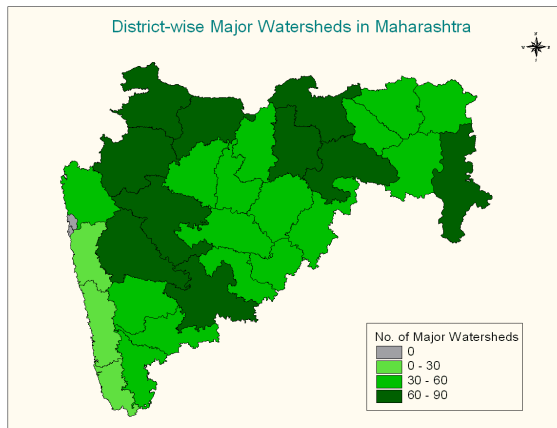 District-wise Major Watersheds in Maharashtra
No. of Major Watersheds
0
0 - 30
30 - 60
60 - 90